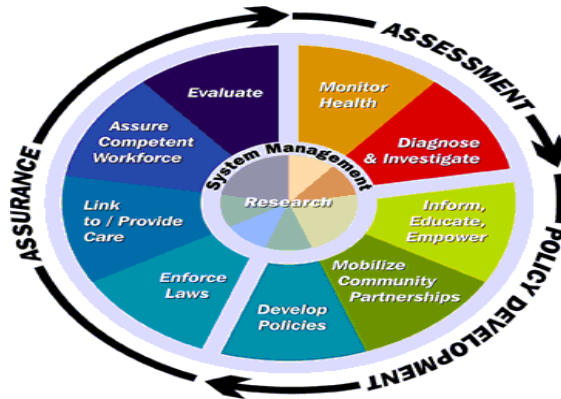 ASSESSMENT
POLICY DEVELOPMENT
ASSURANCE
Monitor
Health
Diagnose
& Investigate
Inform,
Educate,
Empower
Mobilize
Community
Partnerships
Develop
Policies
Enforce
Laws
Link
to / Provide
Care
Assure
Competent
Workforce
Evaluate
System Management
Research